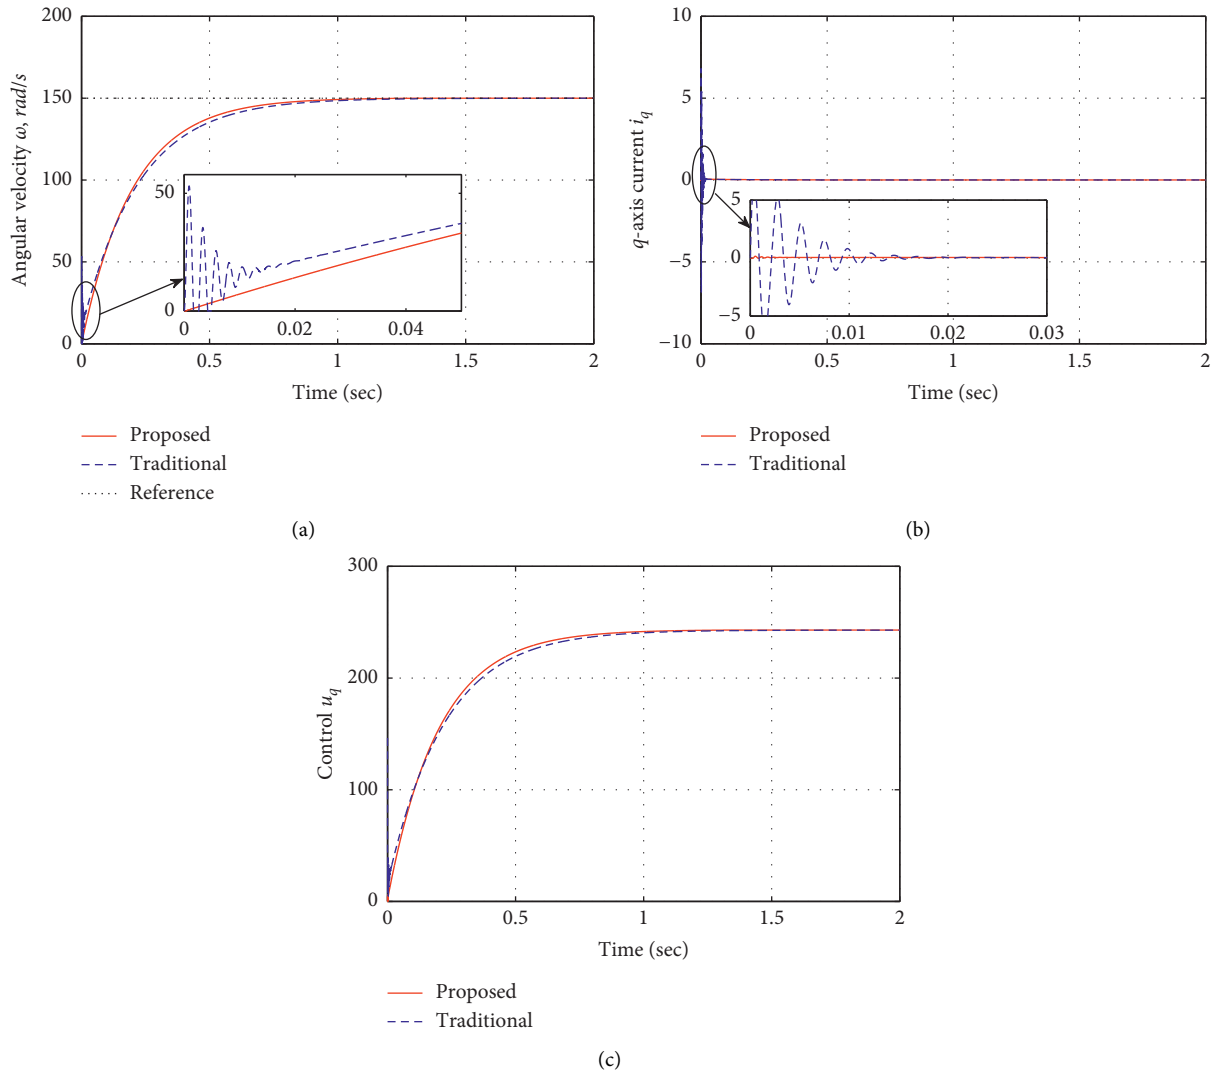 200
150
100
50
0
Angular velocity ω, rad/s
50
0
0 0.02 0.04
0 0.5 1 1.5 2
Time (sec)
Proposed
Traditional
Reference
(a)
10
5
0
−5
−10
q-axis current i_q
5
0
−5
0 0.01 0.02 0.03
0 0.5 1 1.5 2
Time (sec)
Proposed
Traditional
(b)
300
200
100
0
Control u_q
0 0.5 1 1.5 2
Time (sec)
Proposed
Traditional
(c)